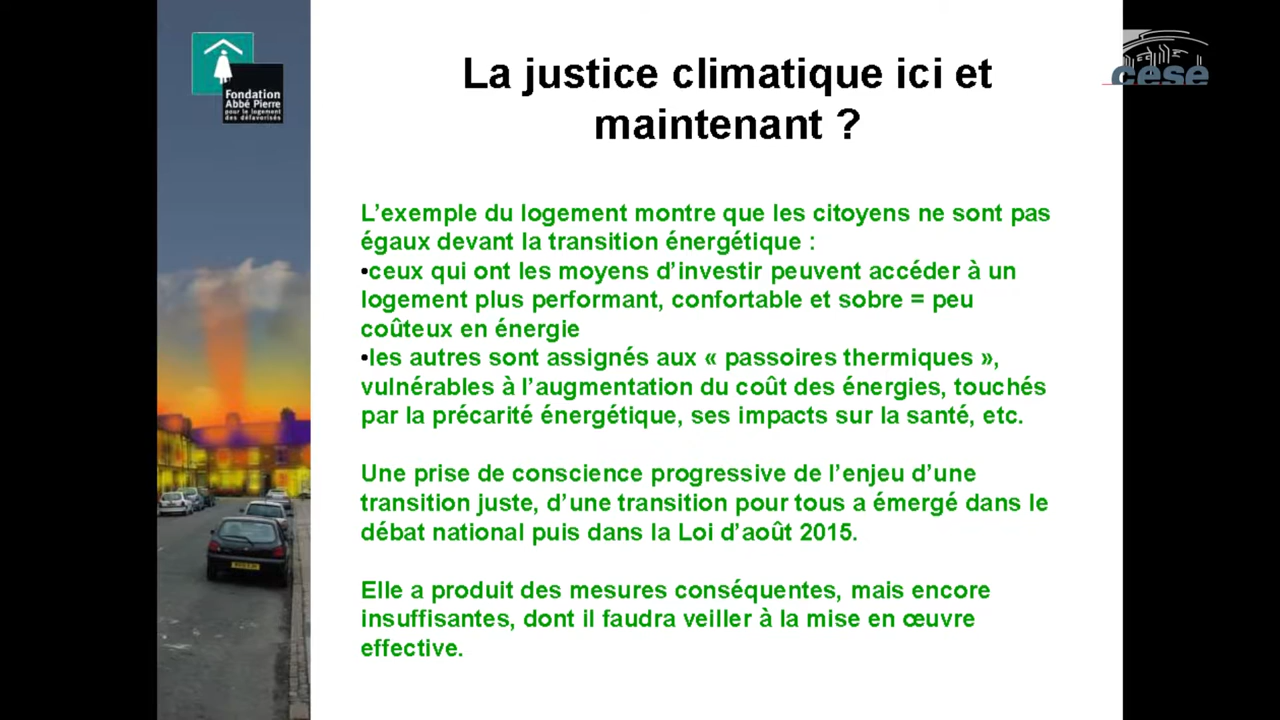 Fondation
Abbé Pierre
pour le logement
des défavorisés
cese
La justice climatique ici et
maintenant ?
L’exemple du logement montre que les citoyens ne sont pas
égaux devant la transition énergétique :
•ceux qui ont les moyens d’investir peuvent accéder à un
logement plus performant, confortable et sobre = peu
coûteux en énergie
•les autres sont assignés aux « passoires thermiques »,
vulnérables à l’augmentation du coût des énergies, touchés
par la précarité énergétique, ses impacts sur la santé, etc.
Une prise de conscience progressive de l’enjeu d’une
transition juste, d’une transition pour tous a émergé dans le
débat national puis dans la Loi d’août 2015.
Elle a produit des mesures conséquentes, mais encore
insuffisantes, dont il faudra veiller à la mise en œuvre
effective.